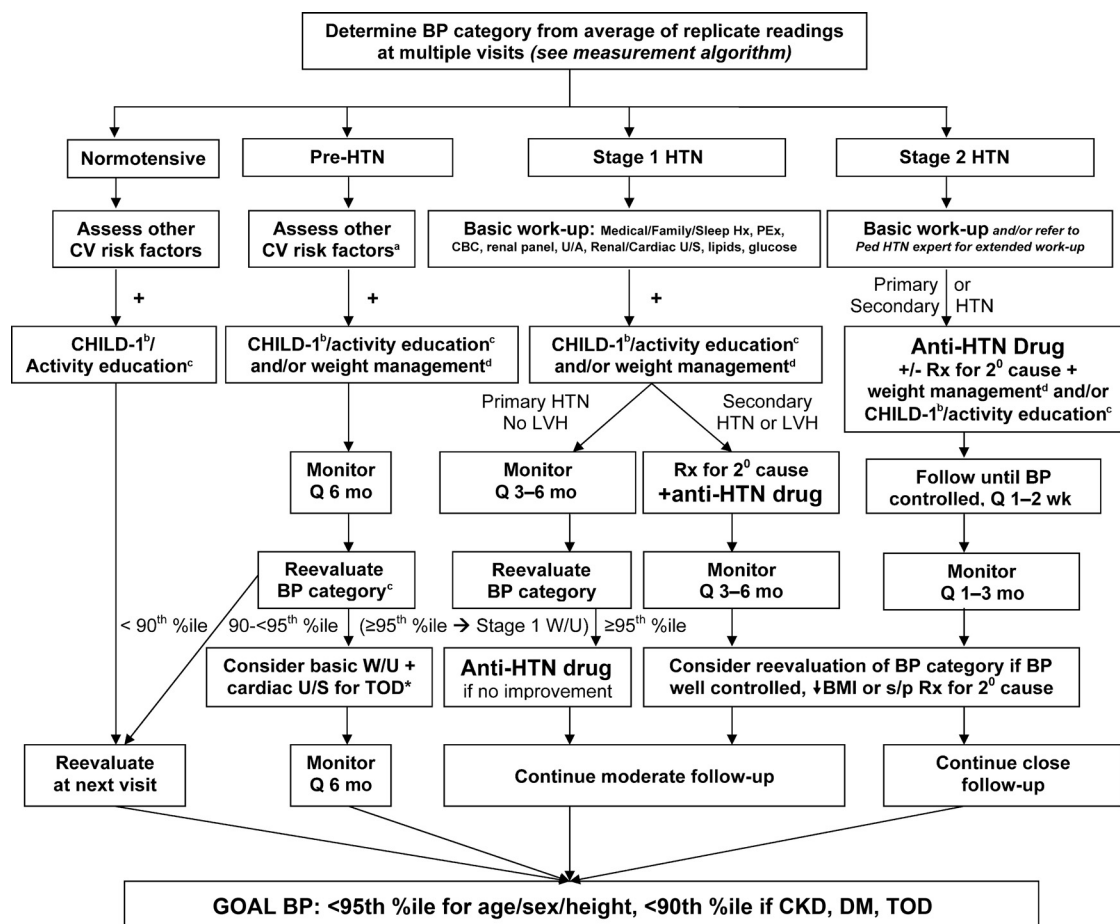 Determine BP category from average of replicate readings
at multiple visits (see measurement algorithm)
Normotensive
Pre-HTN
Stage 1 HTN
Stage 2 HTN
Assess other
CV risk factors
Assess other
CV risk factorsᵃ
Basic work-up: Medical/Family/Sleep Hx, PEx,
CBC, renal panel, U/A, Renal/Cardiac U/S, lipids, glucose
Basic work-up and/or refer to
Ped HTN expert for extended work-up
+
+
+
Primary or
Secondary HTN
CHILD-1ᵇ/
Activity educationᶜ
CHILD-1ᵇ/activity educationᶜ
and/or weight managementᵈ
CHILD-1ᵇ/activity educationᶜ
and/or weight managementᵈ
Anti-HTN Drug
+/- Rx for 2⁰ cause +
weight managementᵈ and/or
CHILD-1ᵇ/activity educationᶜ
Primary HTN
No LVH
Secondary
HTN or LVH
Monitor
Q 6 mo
Monitor
Q 3–6 mo
Rx for 2⁰ cause
+anti-HTN drug
Follow until BP
controlled, Q 1–2 wk
Reevaluate
BP categoryᶜ
Reevaluate
BP category
Monitor
Q 3–6 mo
Monitor
Q 1–3 mo
< 90ᵗʰ %ile
90-<95ᵗʰ %ile
(≥95ᵗʰ %ile → Stage 1 W/U)
≥95ᵗʰ %ile
Consider basic W/U +
cardiac U/S for TOD*
Anti-HTN drug
if no improvement
Consider reevaluation of BP category if BP
well controlled, ↓BMI or s/p Rx for 2⁰ cause
Reevaluate
at next visit
Monitor
Q 6 mo
Continue moderate follow-up
Continue close
follow-up
GOAL BP: <95th %ile for age/sex/height, <90th %ile if CKD, DM, TOD